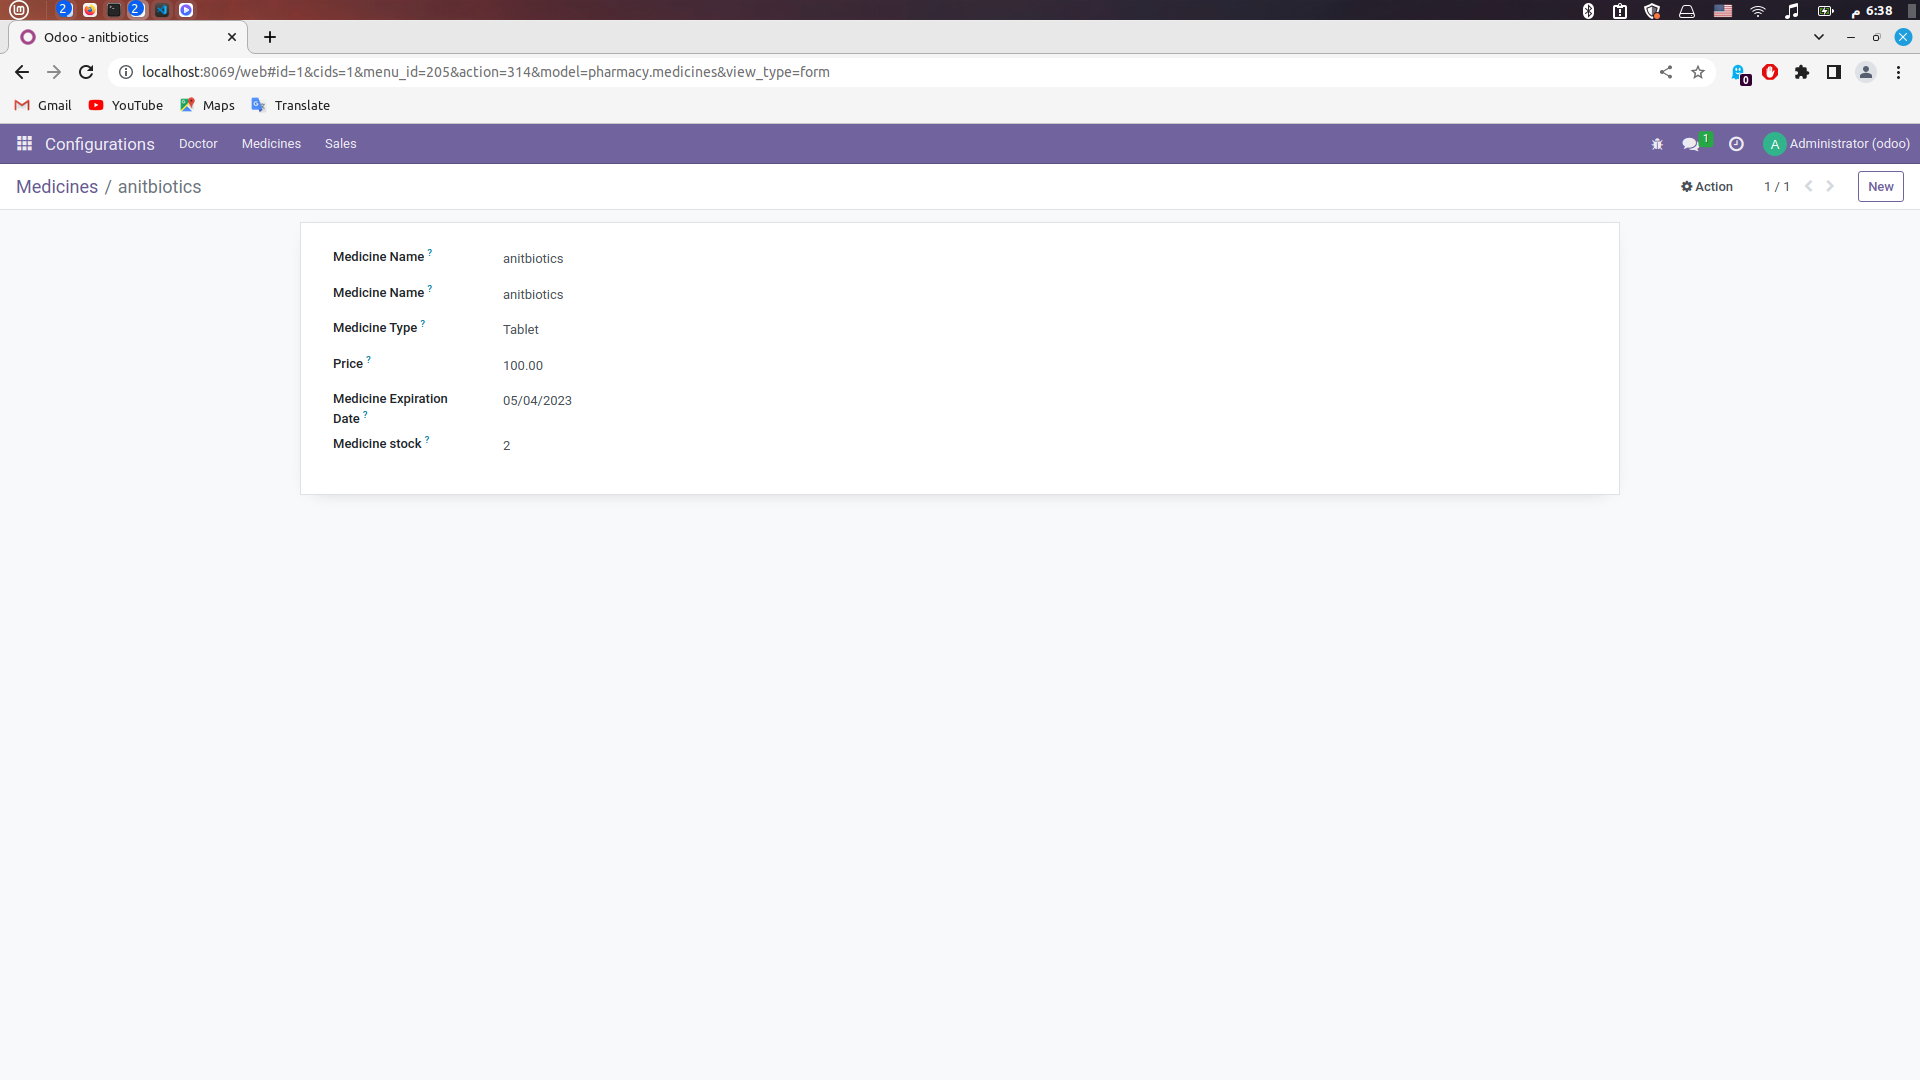 2 2 م 6:38
Odoo - anitbiotics
localhost:8069/web#id=1&cids=1&menu_id=205&action=314&model=pharmacy.medicines&view_type=form 0
Gmail YouTube Maps Translate
Configurations Doctor Medicines Sales 1 A Administrator (odoo)
Medicines / anitbiotics Action 1 / 1 New
Medicine Name ? anitbiotics
Medicine Name ? anitbiotics
Medicine Type ? Tablet
Price ? 100.00
Medicine Expiration
Date ? 05/04/2023
Medicine stock ? 2